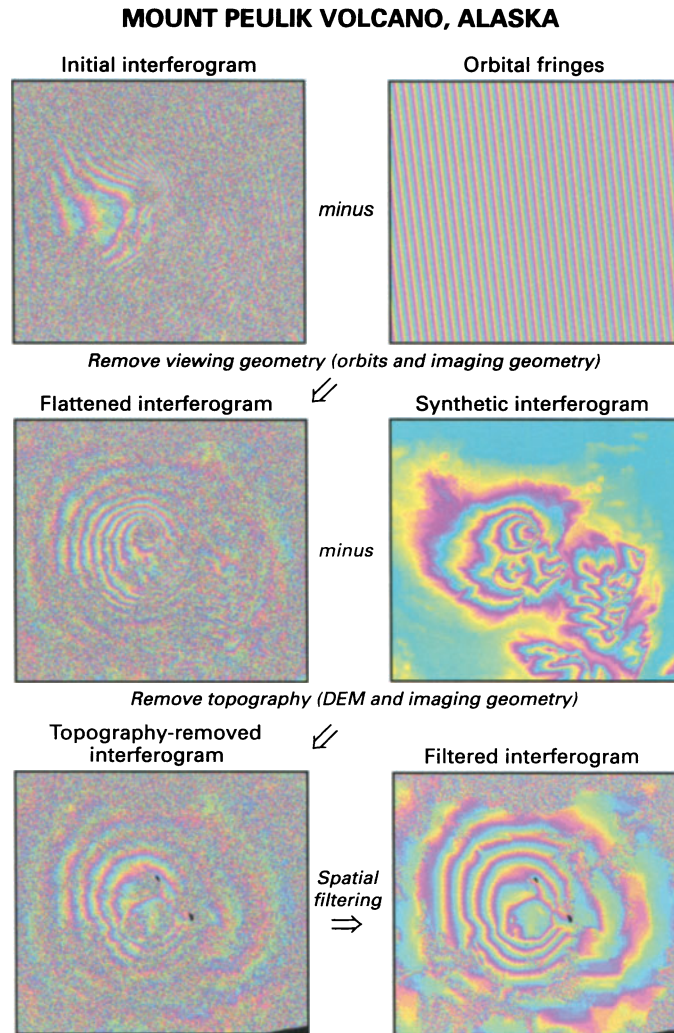 MOUNT PEULIK VOLCANO, ALASKA
Initial interferogram
Orbital fringes
minus
Remove viewing geometry (orbits and imaging geometry)
Flattened interferogram
Synthetic interferogram
minus
Remove topography (DEM and imaging geometry)
Topography-removed
interferogram
Filtered interferogram
Spatial
filtering